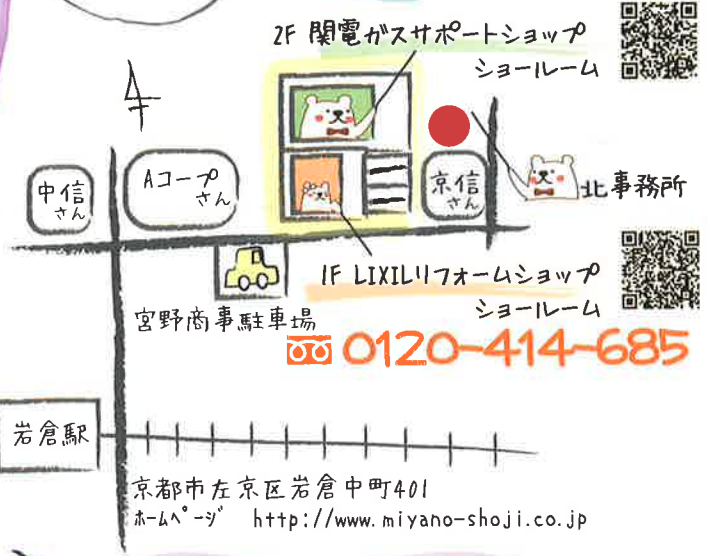 2F 関電ガスサポートショップ
ショールーム
中信
さん
Aコープ
さん
京信
さん
北事務所
1F LIXILリフォームショップ
ショールーム
宮野商事駐車場
0120-414-685
岩倉駅
京都市左京区岩倉中町401
ホームページ http://www.miyano-shoji.co.jp